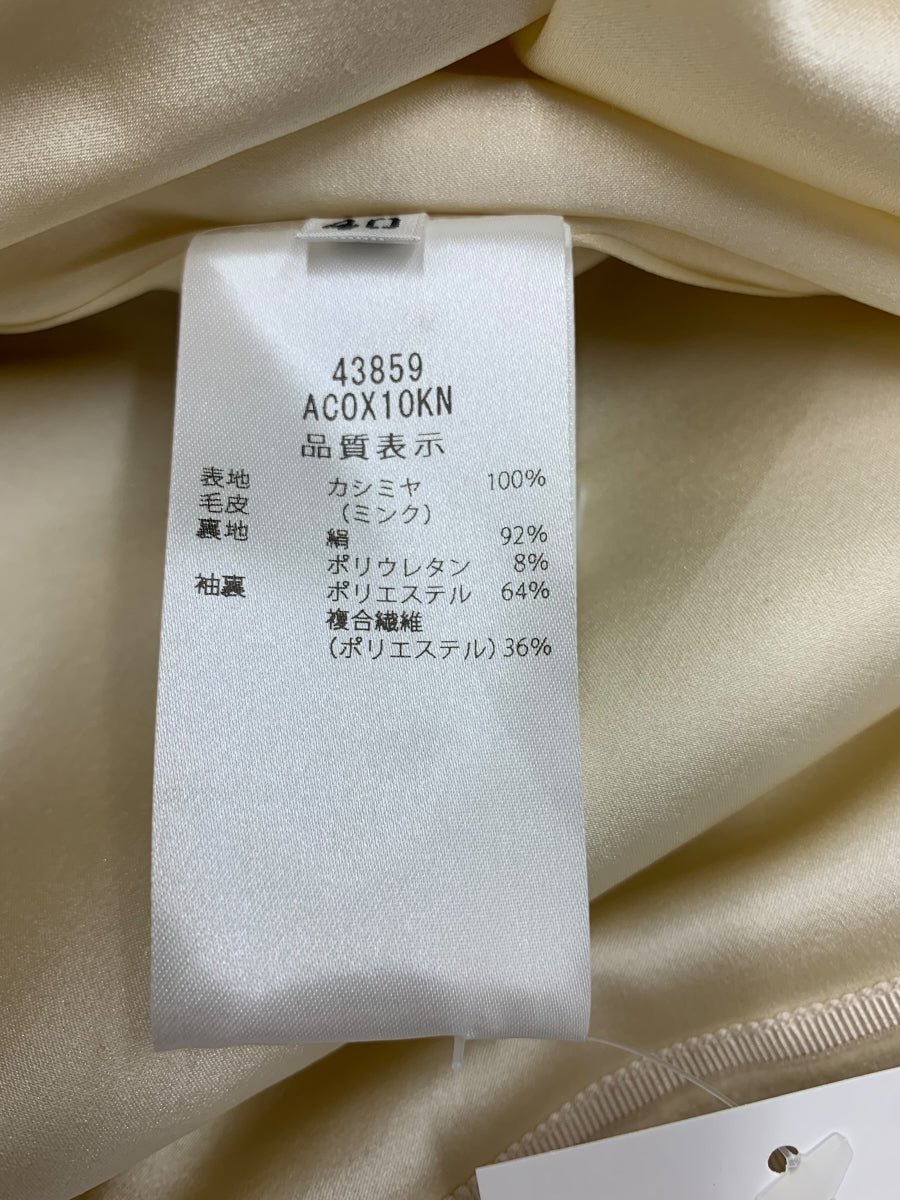 40
43859
AC0X10KN
品質表示
表地 カシミヤ 100%
毛皮 （ミンク）
裏地 絹 92%
ポリウレタン 8%
袖裏 ポリエステル 64%
複合繊維
（ポリエステル）36%